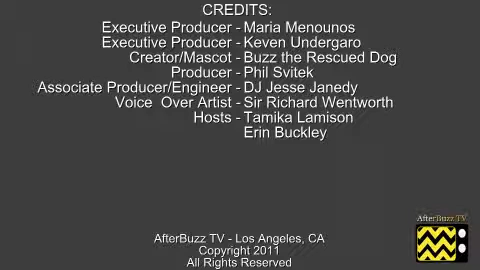 CREDITS:
Executive Producer - Maria Menounos
Executive Producer - Keven Undergaro
Creator/Mascot - Buzz the Rescued Dog
Producer - Phil Svitek
Associate Producer/Engineer - DJ Jesse Janedy
Voice Over Artist - Sir Richard Wentworth
Hosts - Tamika Lamison
Erin Buckley
AfterBuzz TV
AfterBuzz TV - Los Angeles, CA
Copyright 2011
All Rights Reserved